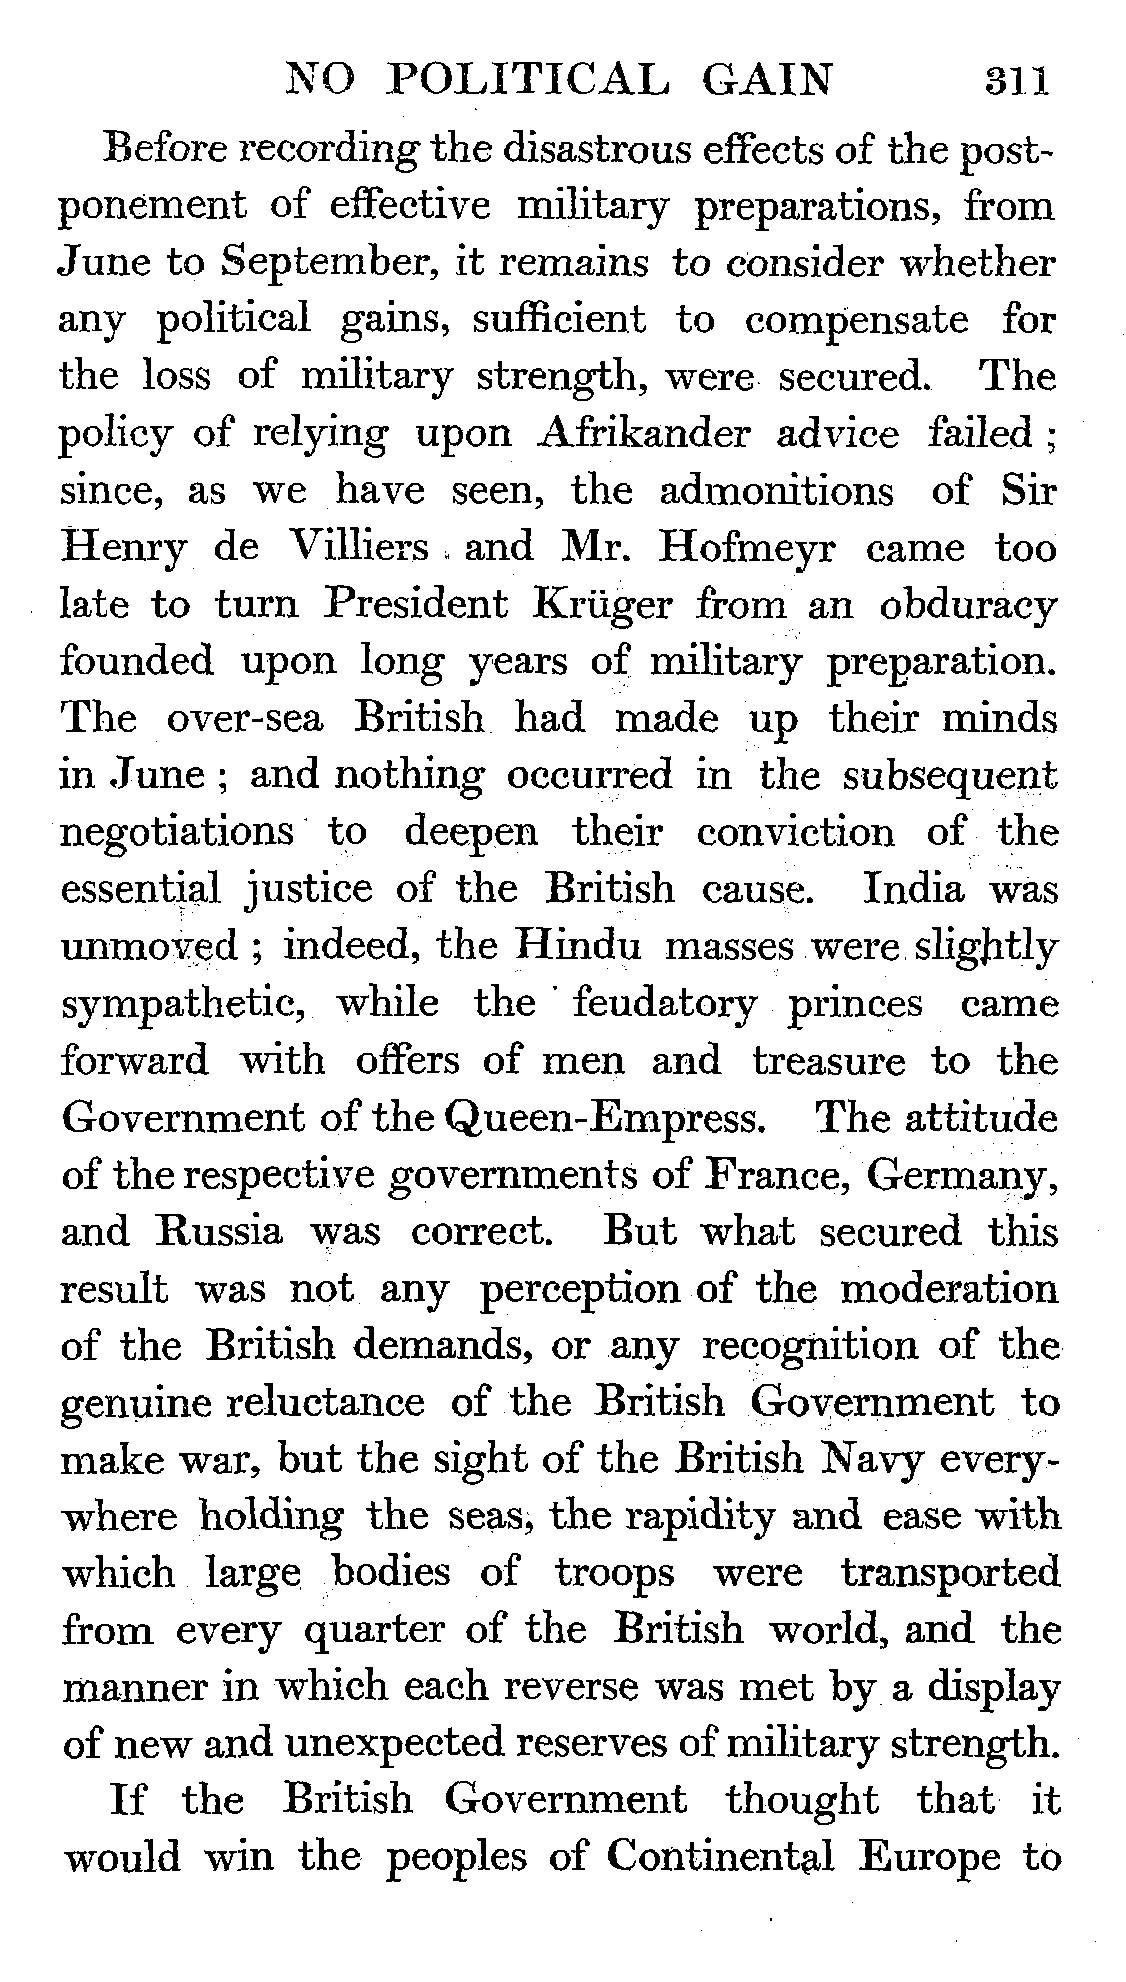 NO POLITICAL GAIN 311
Before recording the disastrous effects of the post-
ponement of effective military preparations, from
June to September, it remains to consider whether
any political gains, sufficient to compensate for
the loss of military strength, were secured. The
policy of relying upon Afrikander advice failed ;
since, as we have seen, the admonitions of Sir
Henry de Villiers and Mr. Hofmeyr came too
late to turn President Krüger from an obduracy
founded upon long years of military preparation.
The over-sea British had made up their minds
in June ; and nothing occurred in the subsequent
negotiations to deepen their conviction of the
essential justice of the British cause. India was
unmoved ; indeed, the Hindu masses were slightly
sympathetic, while the feudatory princes came
forward with offers of men and treasure to the
Government of the Queen-Empress. The attitude
of the respective governments of France, Germany,
and Russia was correct. But what secured this
result was not any perception of the moderation
of the British demands, or any recognition of the
genuine reluctance of the British Government to
make war, but the sight of the British Navy every-
where holding the seas, the rapidity and ease with
which large bodies of troops were transported
from every quarter of the British world, and the
manner in which each reverse was met by a display
of new and unexpected reserves of military strength.
If the British Government thought that it
would win the peoples of Continental Europe to